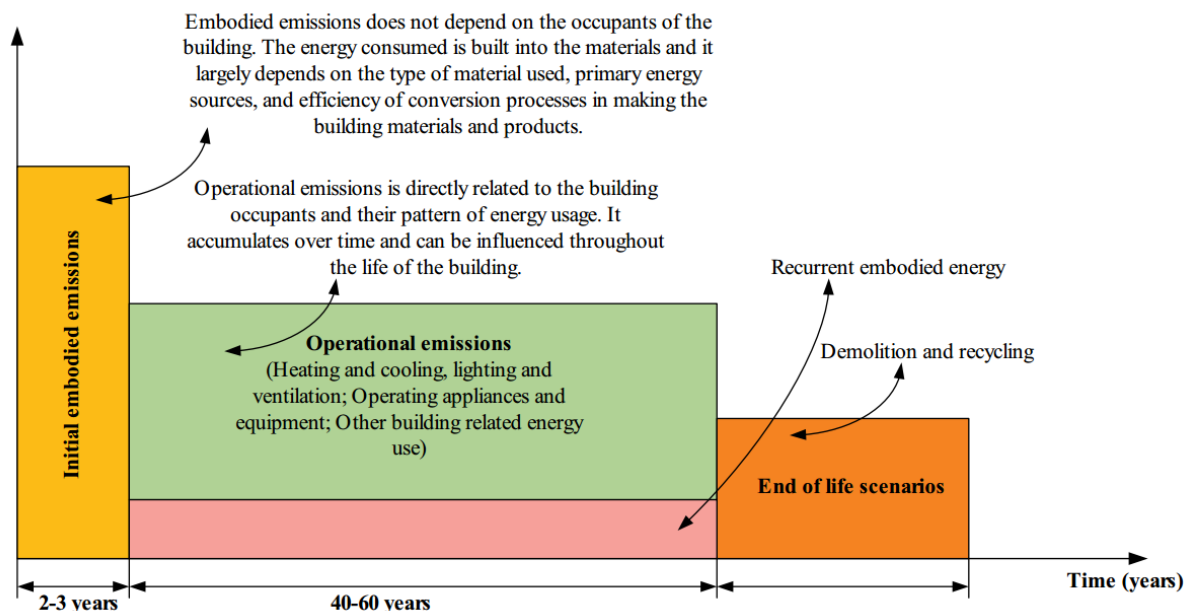 Embodied emissions does not depend on the occupants of the
building. The energy consumed is built into the materials and it
largely depends on the type of material used, primary energy
sources, and efficiency of conversion processes in making the
building materials and products.
Operational emissions is directly related to the building
occupants and their pattern of energy usage. It
accumulates over time and can be influenced throughout
the life of the building.
Initial embodied emissions
Operational emissions
(Heating and cooling, lighting and
ventilation; Operating appliances and
equipment; Other building related energy
use)
Recurrent embodied energy
Demolition and recycling
End of life scenarios
Time (years)
2-3 years
40-60 years